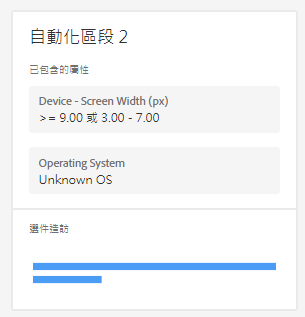 自動化區段 2
已包含的屬性
Device - Screen Width (px)
>= 9.00 或 3.00 - 7.00
Operating System
Unknown OS
選件造訪